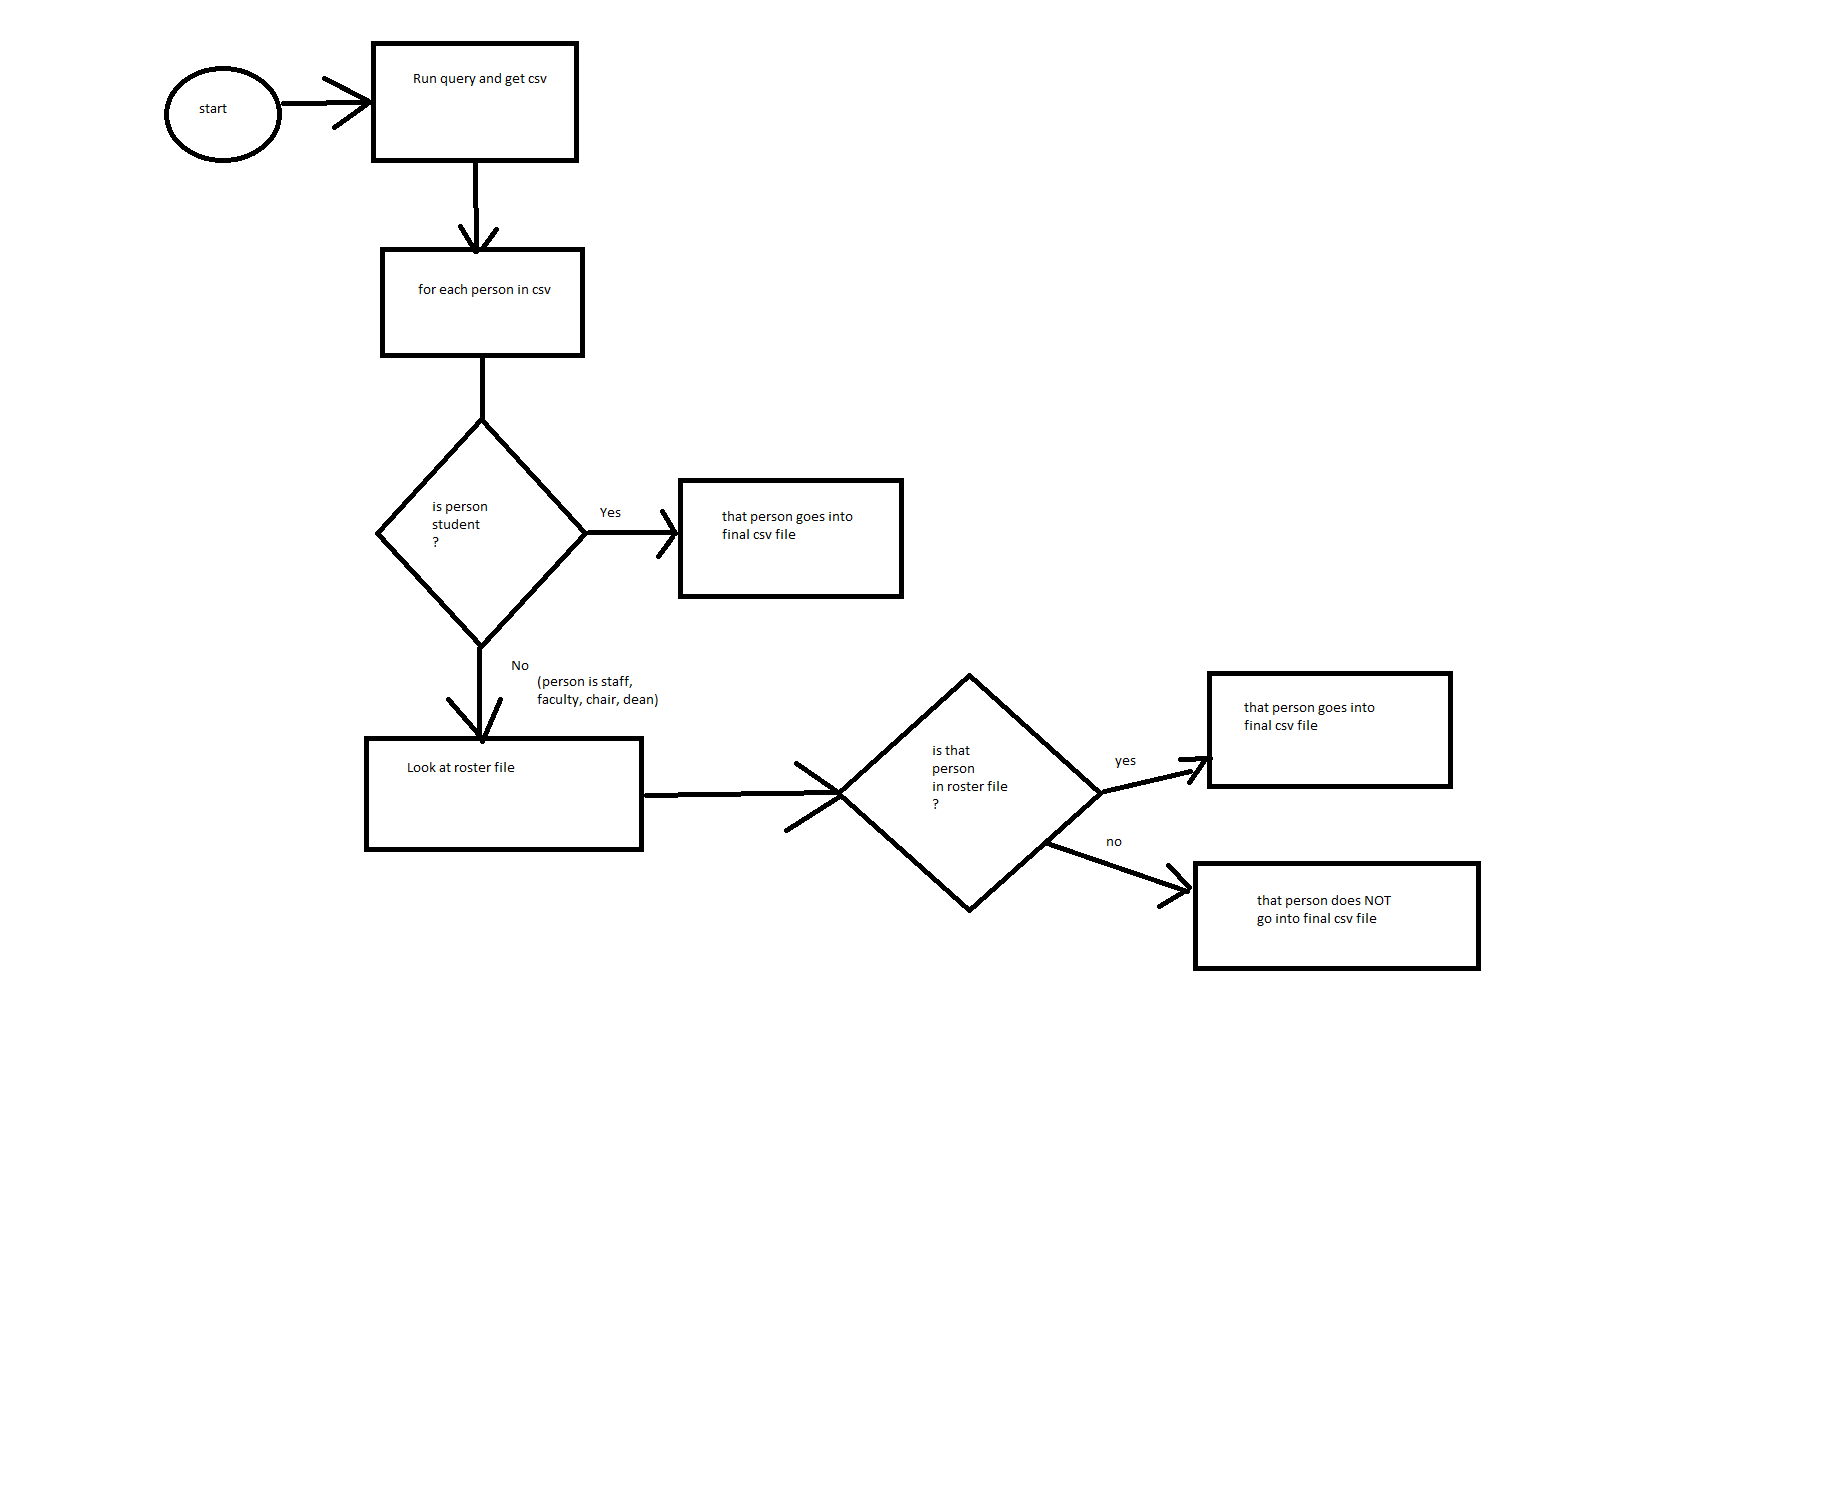 start
Run query and get csv
for each person in csv
is person
student
?
Yes
that person goes into
final csv file
No
(person is staff,
faculty, chair, dean)
Look at roster file
is that
person
in roster file
?
yes
that person goes into
final csv file
no
that person does NOT
go into final csv file